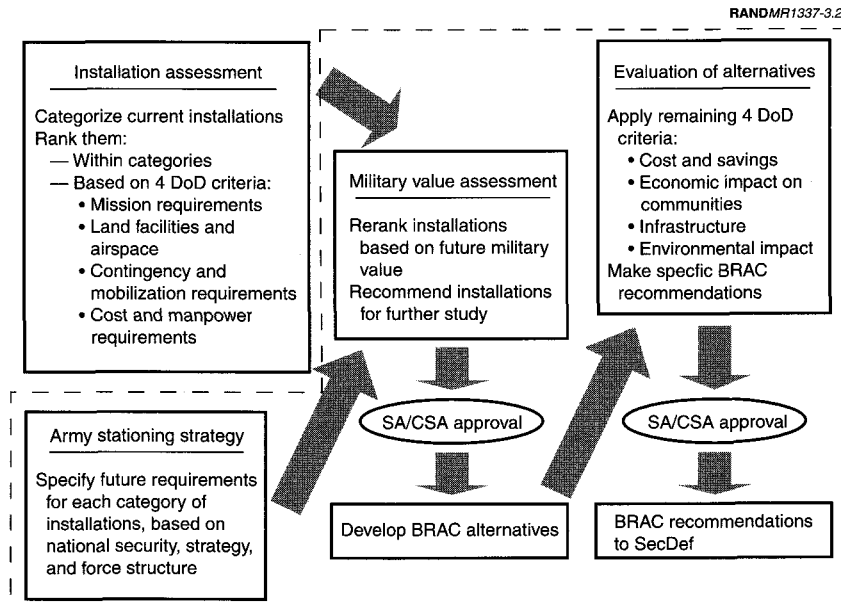 RANDMR1337-3.2
Installation assessment
Categorize current installations
Rank them:
— Within categories
— Based on 4 DoD criteria:
• Mission requirements
• Land facilities and
airspace
• Contingency and
mobilization requirements
• Cost and manpower
requirements
Army stationing strategy
Specify future requirements
for each category of
installations, based on
national security, strategy,
and force structure
Military value assessment
Rerank installations
based on future military
value
Recommend installations
for further study
SA/CSA approval
Develop BRAC alternatives
Evaluation of alternatives
Apply remaining 4 DoD
criteria:
• Cost and savings
• Economic impact on
communities
• Infrastructure
• Environmental impact
Make specfic BRAC
recommendations
SA/CSA approval
BRAC recommendations
to SecDef